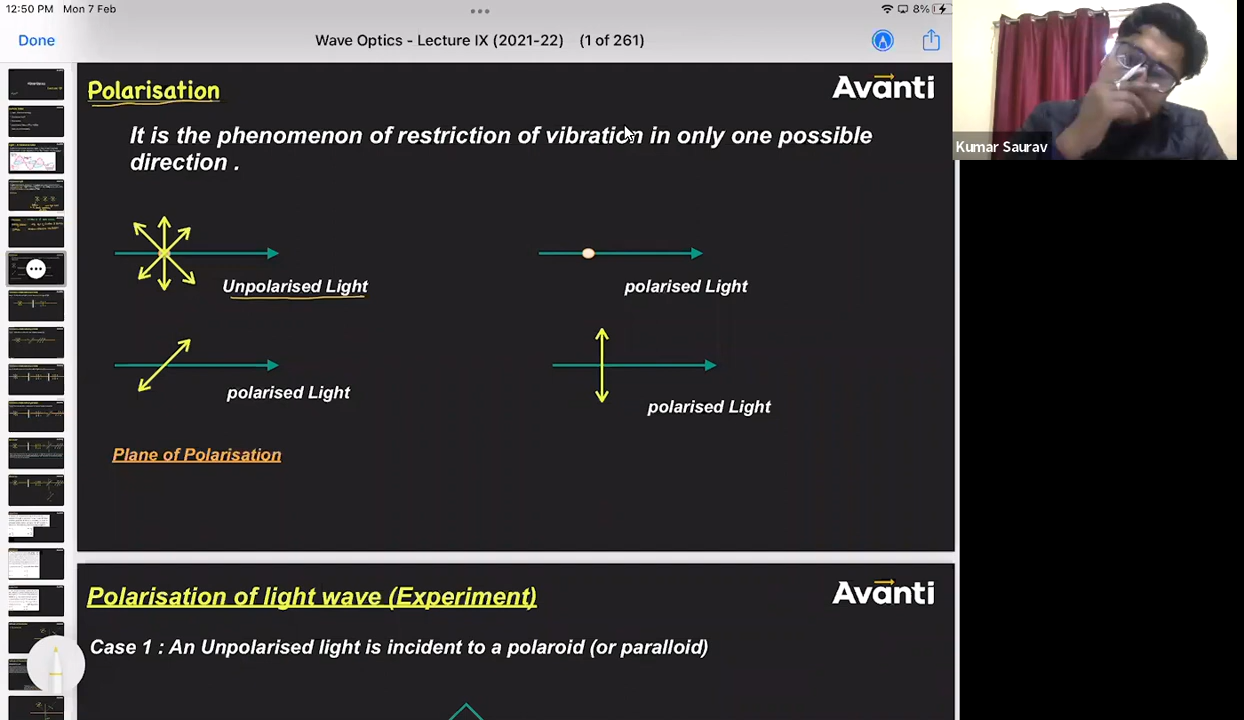 12:50 PM Mon 7 Feb
8%
Done
Wave Optics - Lecture IX (2021-22) (1 of 261)
Polarisation
Avanti
It is the phenomenon of restriction of vibration in only one possible
direction .
Unpolarised Light
polarised Light
polarised Light
polarised Light
Plane of Polarisation
Kumar Saurav
Polarisation of light wave (Experiment)
Avanti
Case 1 : An Unpolarised light is incident to a polaroid (or paralloid)